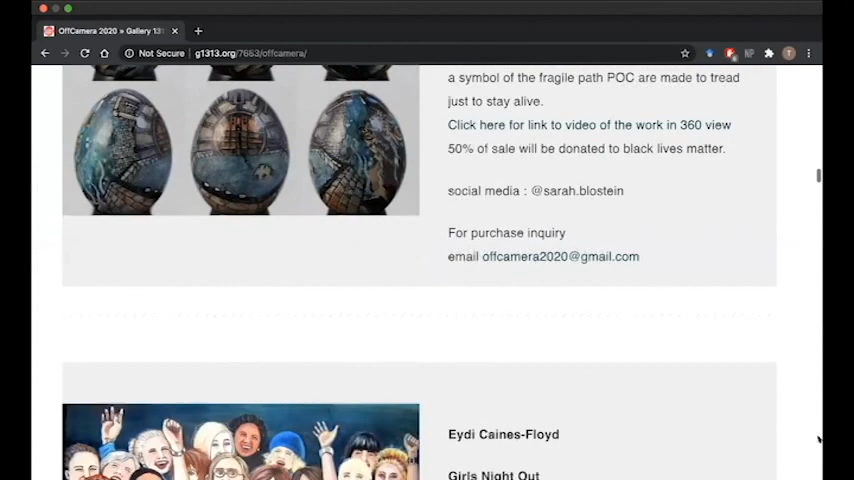 OffCamera 2020 » Gallery 131
Not Secure
g1313.org/7663/offcamera/
NP
T
a symbol of the fragile path POC are made to tread
just to stay alive.
Click here for link to video of the work in 360 view
50% of sale will be donated to black lives matter.
social media : @sarah.blostein
For purchase inquiry
email offcamera2020@gmail.com
Eydi Caines-Floyd
Girls Night Out